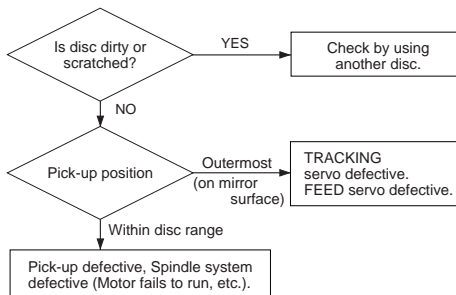 Is disc dirty or
scratched?
YES
Check by using
another disc.
NO
Pick-up position
Outermost
(on mirror
surface)
TRACKING
servo defective.
FEED servo defective.
Within disc range
Pick-up defective, Spindle system
defective (Motor fails to run, etc.).